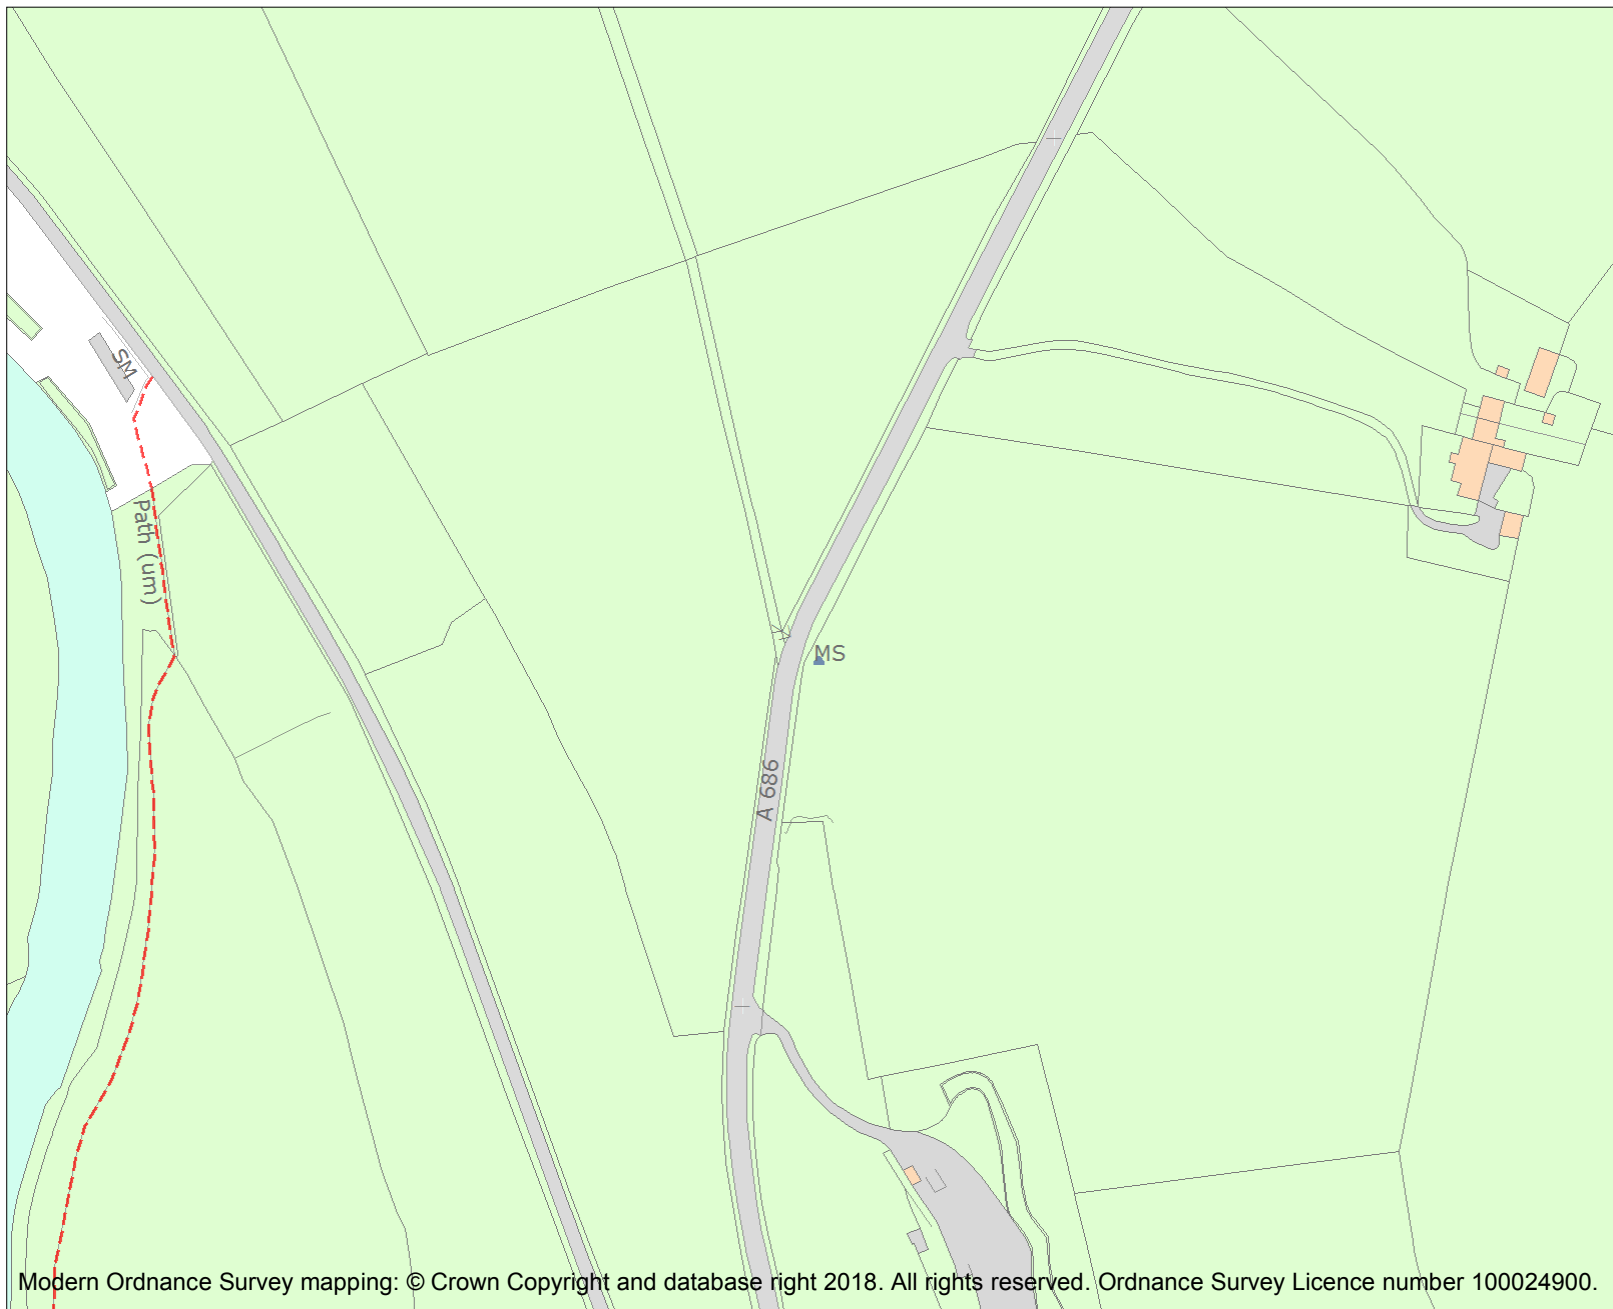 SM
Path (um)
MS
A 686
Modern Ordnance Survey mapping: © Crown Copyright and database right 2018. All rights reserved. Ordnance Survey Licence number 100024900.